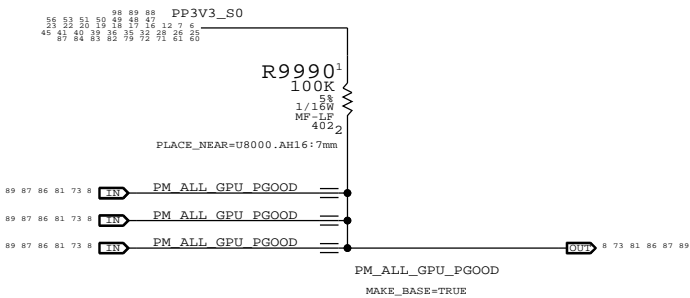 98 89 88
56 53 51 50 49 48 47
23 22 20 19 18 17 16 12 7 6
45 41 40 39 36 35 32 28 26 25
87 84 83 82 79 72 71 61 60
PP3V3_S0
R9990 1
100K
5%
1/16W
MF-LF
402 2
PLACE_NEAR=U8000.AH16:7mm
89 87 86 81 73 8 IN PM_ALL_GPU_PGOOD
89 87 86 81 73 8 IN PM_ALL_GPU_PGOOD
89 87 86 81 73 8 IN PM_ALL_GPU_PGOOD
OUT 8 73 81 86 87 89
PM_ALL_GPU_PGOOD
MAKE_BASE=TRUE